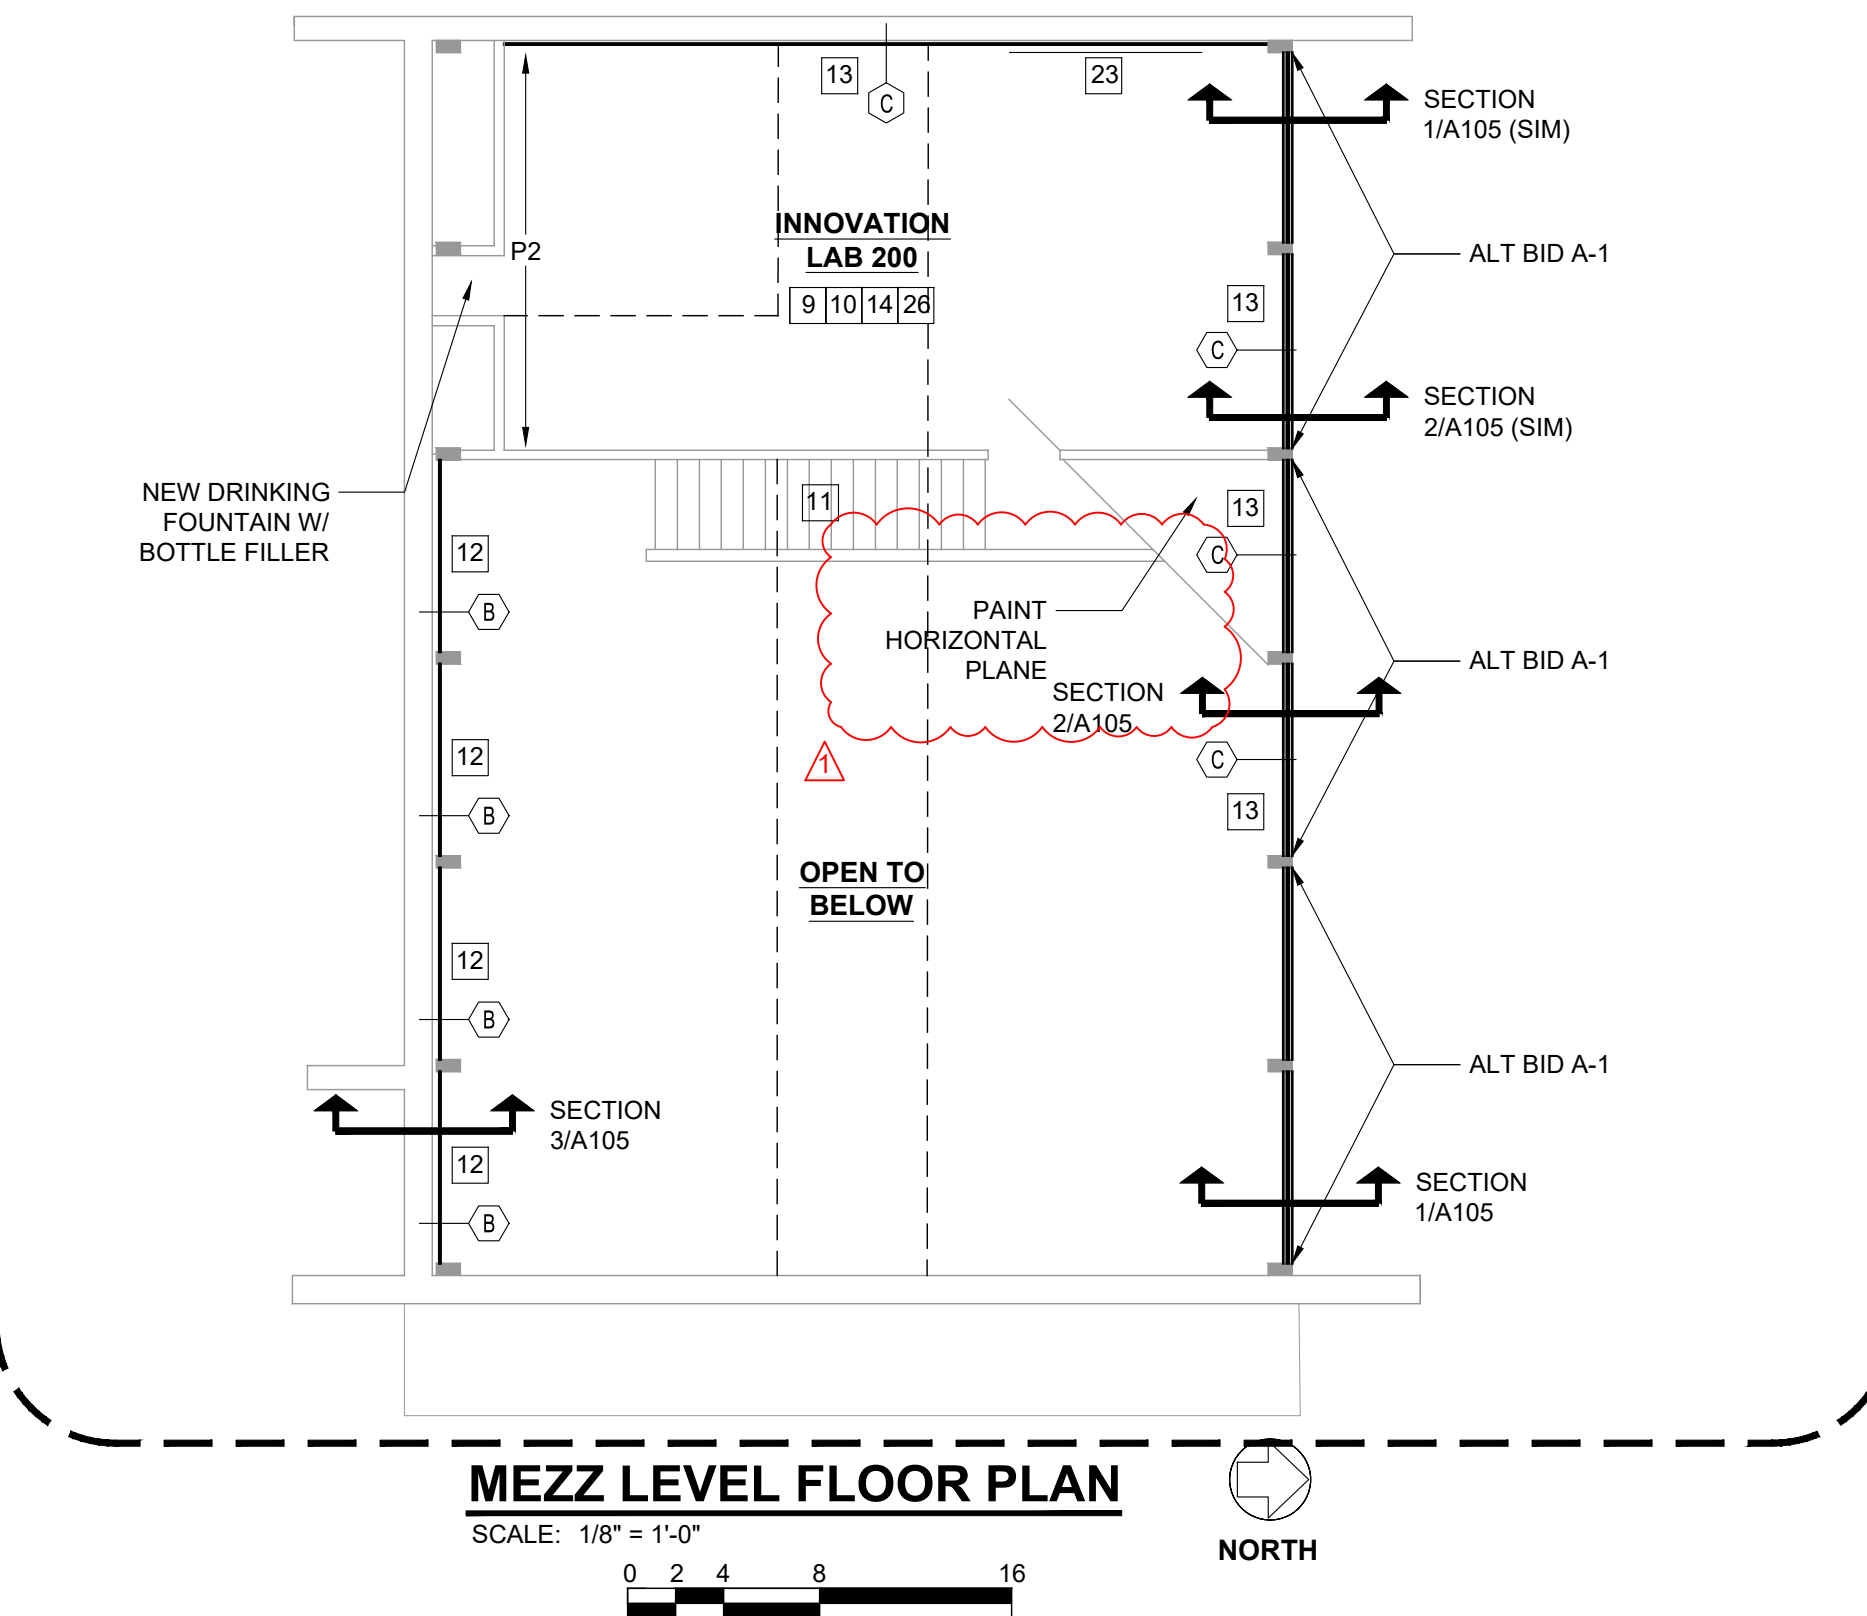 13
23
C
SECTION
1/A105 (SIM)
INNOVATION
LAB 200
P2
ALT BID A-1
9 10 14 26
13
C
SECTION
2/A105 (SIM)
NEW DRINKING
FOUNTAIN W/
BOTTLE FILLER
11
13
12
C
B
PAINT
HORIZONTAL
PLANE
ALT BID A-1
SECTION
2/A105
12
1
C
B
13
OPEN TO
BELOW
12
B
ALT BID A-1
SECTION
3/A105
12
SECTION
1/A105
B
MEZZ LEVEL FLOOR PLAN
SCALE: 1/8" = 1'-0"
NORTH
0 2 4 8 16